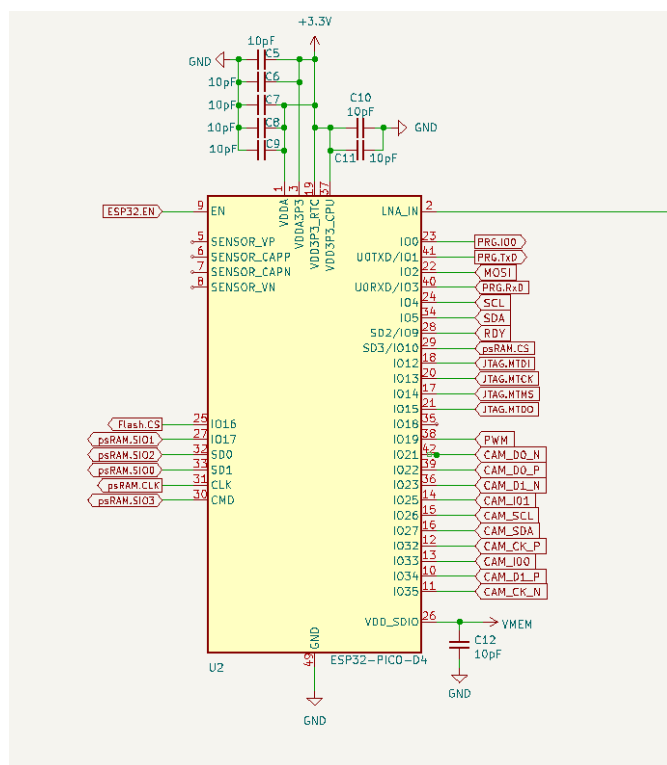 +3.3V
10pF
C5
GND
10pF
C6
10pF
C7
10pF
C8
10pF
C9
C10
10pF
GND
C11
10pF
1
3
19
37
VDDA
VDDA3P3
VDD3P3_RTC
VDD3P3_CPU
ESP32.EN 9 EN
LNA_IN 2
5 SENSOR_VP
6 SENSOR_CAPP
7 SENSOR_CAPN
8 SENSOR_VN
IO0 23 PRG.IO0
U0TXD/IO1 41 PRG.TxD
IO2 22 MOSI
U0RXD/IO3 40 PRG.RxD
IO4 24 SCL
IO5 34 SDA
SD2/IO9 28 RDY
SD3/IO10 29 psRAM.CS
IO12 18 JTAG.MTDI
IO13 20 JTAG.MTCK
IO14 17 JTAG.MTMS
IO15 21 JTAG.MTDO
IO18 35
IO19 38 PWM
IO21 42 CAM_D0_N
IO22 39 CAM_D0_P
IO23 36 CAM_D1_N
IO25 14 CAM_IO1
IO26 15 CAM_SCL
IO27 16 CAM_SDA
IO32 12 CAM_CK_P
IO33 13 CAM_IO0
IO34 10 CAM_D1_P
IO35 11 CAM_CK_N
Flash.CS 25 IO16
psRAM.SIO1 27 IO17
psRAM.SIO2 32 SD0
psRAM.SIO0 33 SD1
psRAM.CLK 31 CLK
psRAM.SIO3 30 CMD
VDD_SDIO 26
VMEM
C12
10pF
GND
GND
49
U2
ESP32-PICO-D4
GND